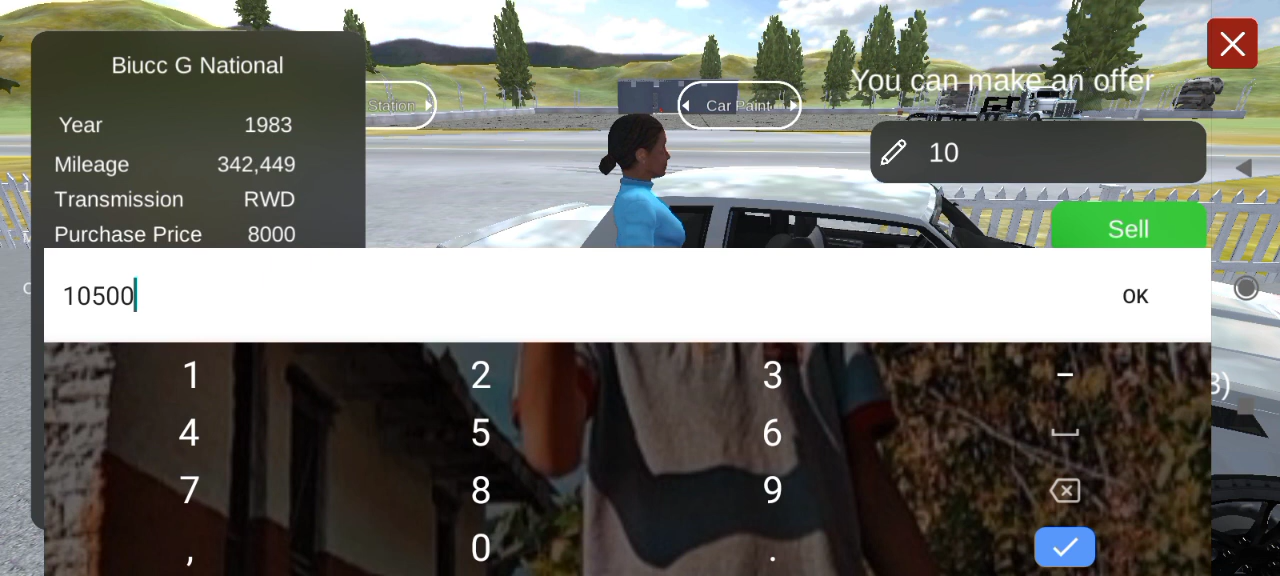 Biucc G National
You can make an offer
Station
Car Paint
Year 1983
10
Mileage 342,449
Transmission RWD
Purchase Price 8000
Sell
10500
OK
1 2 3 -
4 5 6
7 8 9
, 0 .